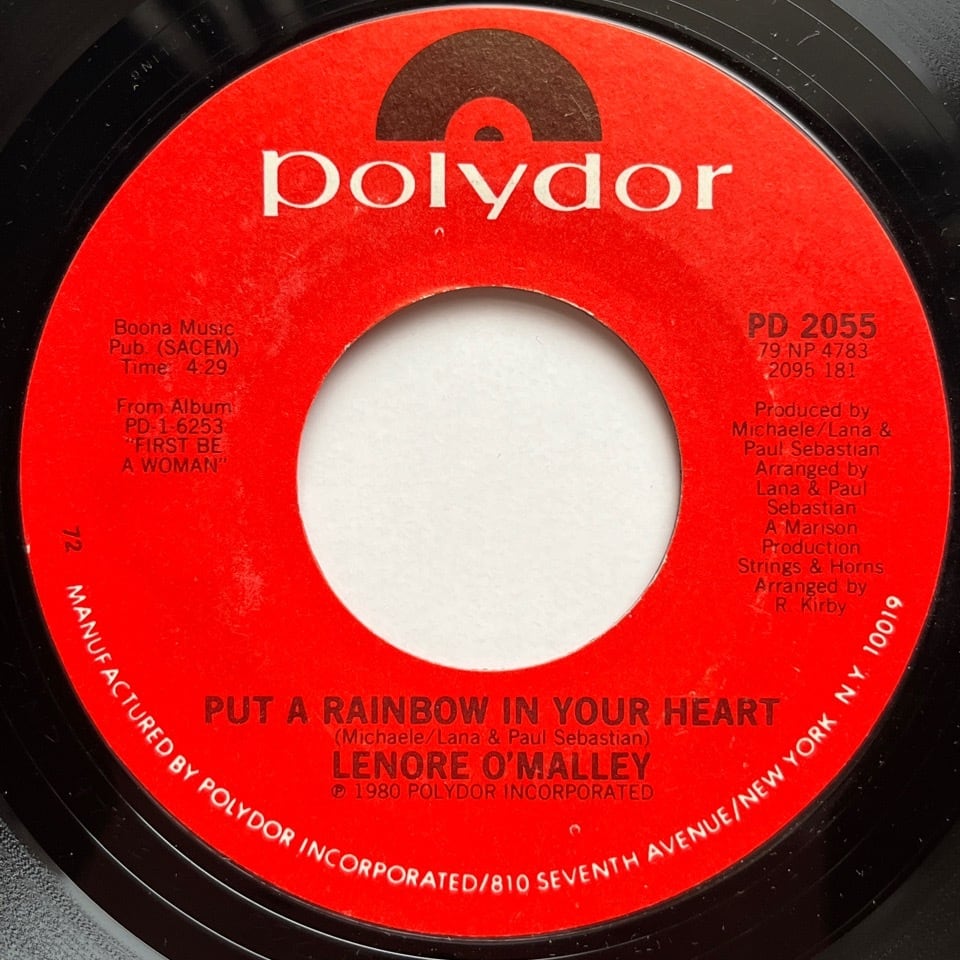 polydor
Boona Music
Pub. (SACEM)
Time: 4:29
From Album
PD-1-6253
"FIRST BE
A WOMAN"
72
PD 2055
79 NP 4783
2095 181
Produced by
Michaele/Lana &
Paul Sebastian
Arranged by
Lana & Paul
Sebastian
A Marison
Production
Strings & Horns
Arranged by
R. Kirby
PUT A RAINBOW IN YOUR HEART
(Michaele/Lana & Paul Sebastian)
LENORE O'MALLEY
℗ 1980 POLYDOR INCORPORATED
MANUFACTURED BY POLYDOR INCORPORATED/810 SEVENTH AVENUE/NEW YORK N.Y. 10019